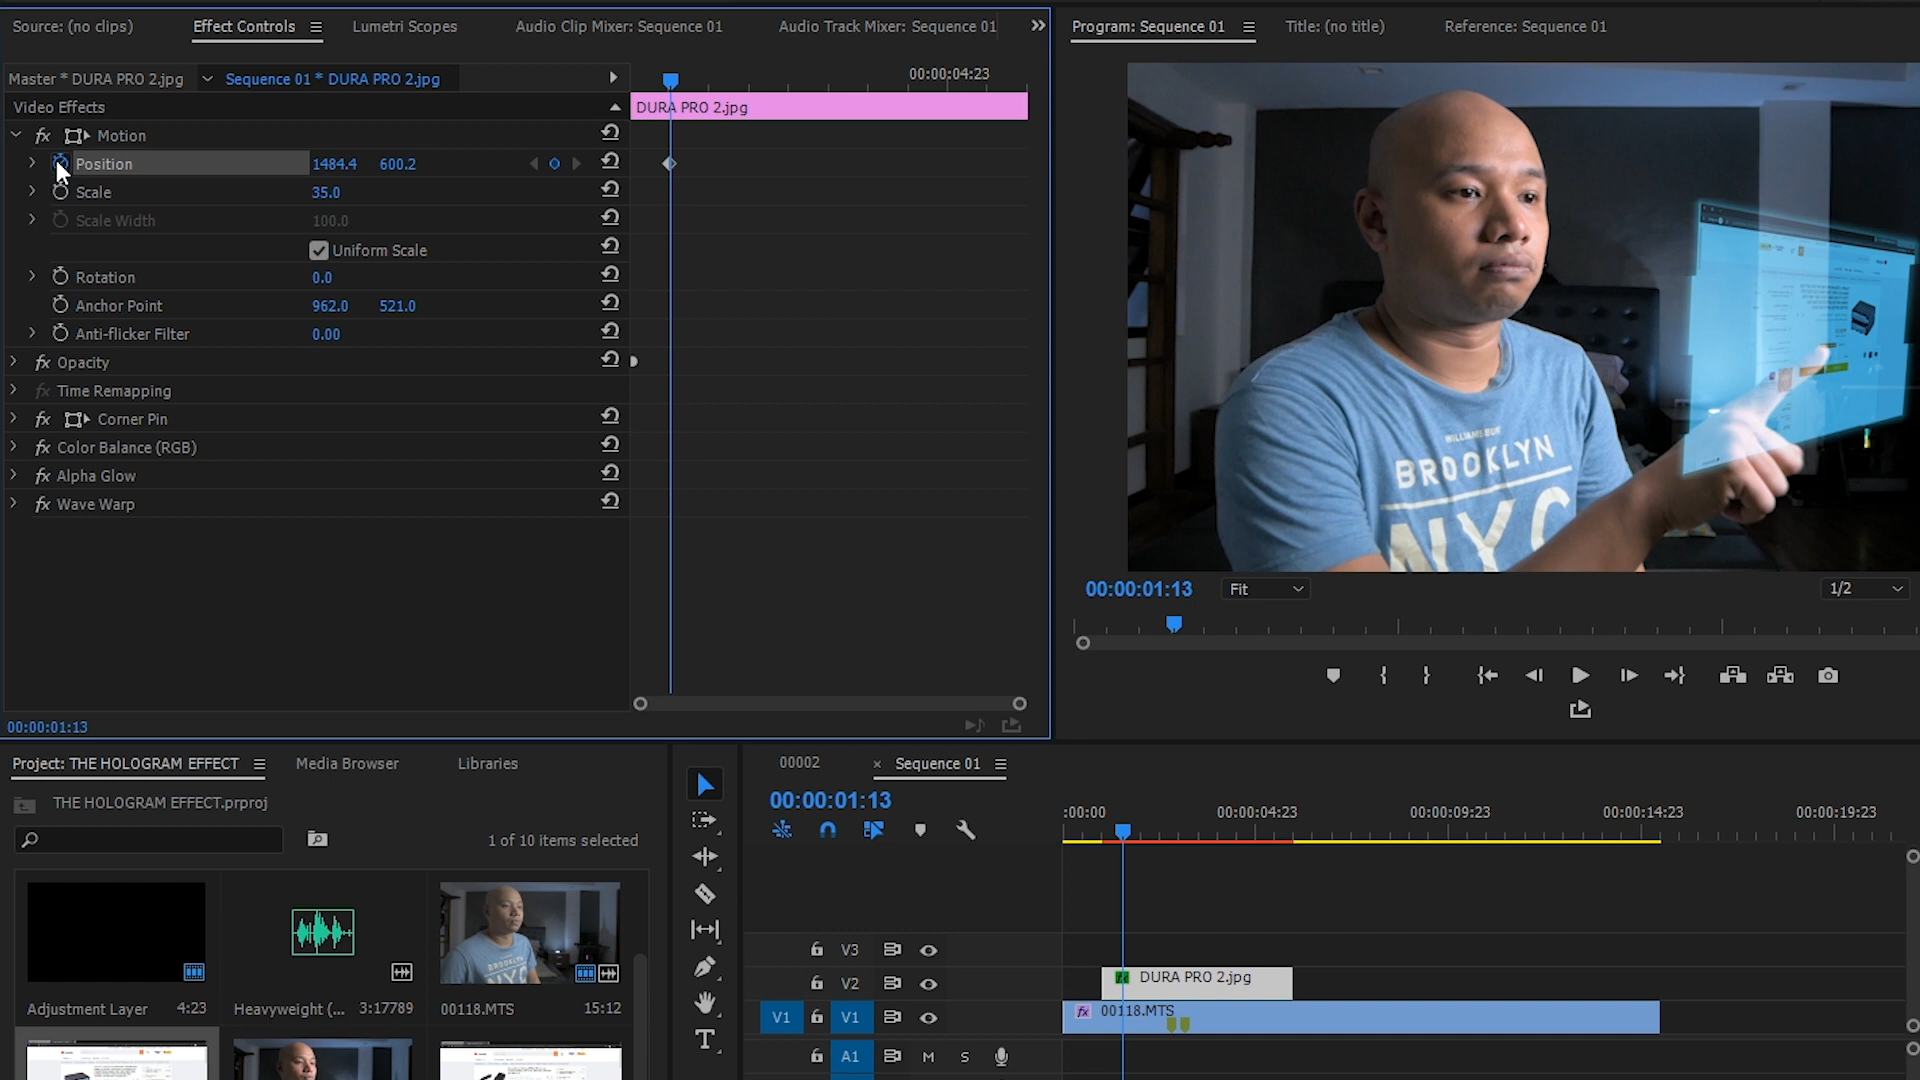 Source: (no clips)
Effect Controls
Lumetri Scopes
Audio Clip Mixer: Sequence 01
Audio Track Mixer: Sequence 01
Master * DURA PRO 2.jpg
Sequence 01 * DURA PRO 2.jpg
00:00:04:23
Video Effects
DURA PRO 2.jpg
fx Motion
Position 1484.4 600.2
Scale 35.0
Scale Width 100.0
Uniform Scale
Rotation 0.0
Anchor Point 962.0 521.0
Anti-flicker Filter 0.00
fx Opacity
fx Time Remapping
fx Corner Pin
fx Color Balance (RGB)
fx Alpha Glow
fx Wave Warp
00:00:01:13
Program: Sequence 01
Title: (no title)
Reference: Sequence 01
BROOKLYN
NYC
00:00:01:13
Fit
1/2
Project: THE HOLOGRAM EFFECT
Media Browser
Libraries
THE HOLOGRAM EFFECT.prproj
1 of 10 items selected
Adjustment Layer 4:23
Heavyweight (... 3:17789
00118.MTS 15:12
T
00002
× Sequence 01
00:00:01:13
:00:00 00:00:04:23 00:00:09:23 00:00:14:23 00:00:19:23
V3
V2
DURA PRO 2.jpg
V1 V1
fx 00118.MTS
A1 M S